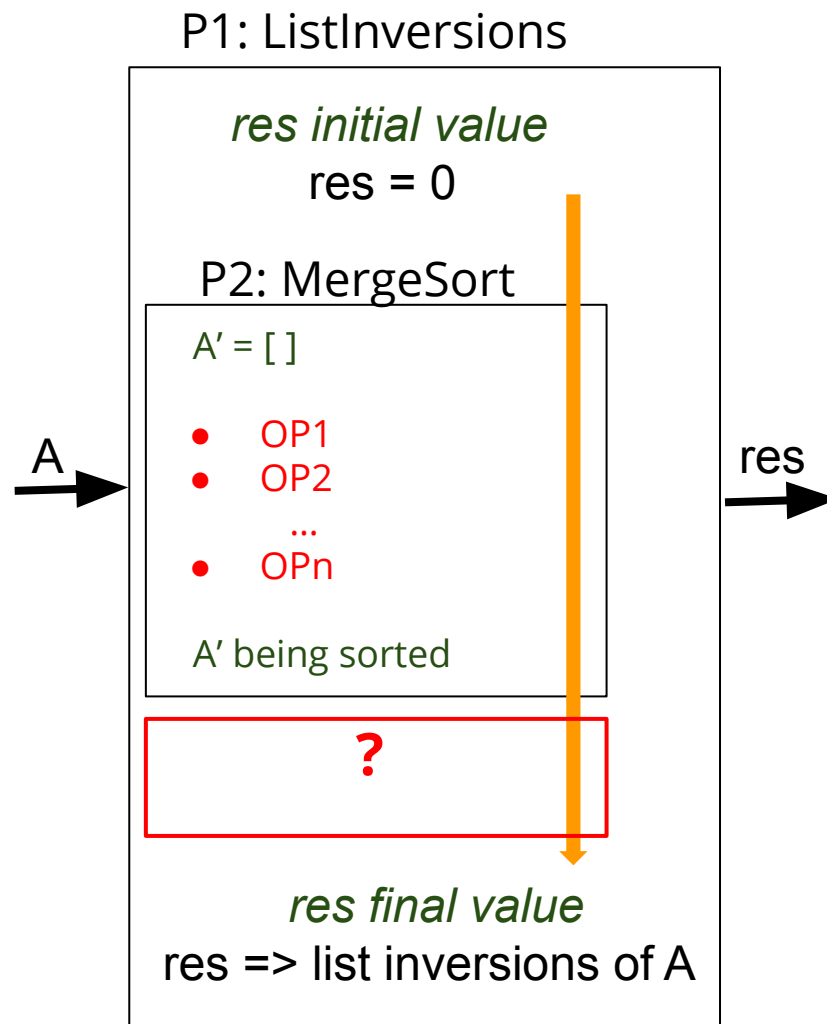 P1: ListInversions
res initial value
res = 0
P2: MergeSort
A’ = [ ]
● OP1
A
res
● OP2
...
● OPn
A’ being sorted
?
res final value
res => list inversions of A